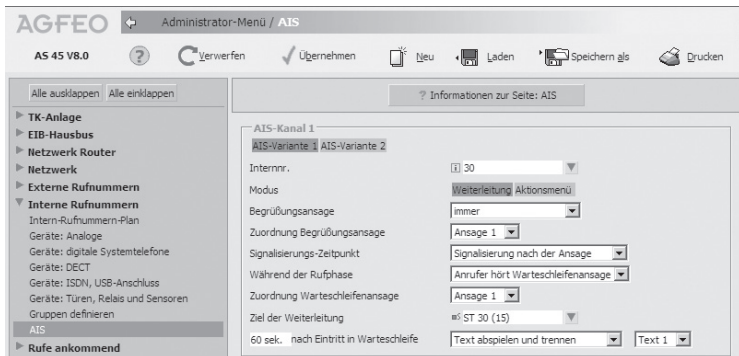 AGFEO Administrator-Menü / AIS
AS 45 V8.0 ? Verwerfen Übernehmen Neu Laden Speichern als Drucken
Alle ausklappen Alle einklappen
TK-Anlage
EIB-Hausbus
Netzwerk Router
Netzwerk
Externe Rufnummern
Interne Rufnummern
Intern-Rufnummern-Plan
Geräte: Analoge
Geräte: digitale Systemtelefone
Geräte: DECT
Geräte: ISDN, USB-Anschluss
Geräte: Türen, Relais und Sensoren
Gruppen definieren
AIS
Rufe ankommend
? Informationen zur Seite: AIS
AIS-Kanal 1
AIS-Variante 1 AIS-Variante 2
Internnr. i 30
Modus Weiterleitung Aktionsmenü
Begrüßungsansage immer
Zuordnung Begrüßungsansage Ansage 1
Signalisierungs-Zeitpunkt Signalisierung nach der Ansage
Während der Rufphase Anrufer hört Warteschleifenansage
Zuordnung Warteschleifenansage Ansage 1
Ziel der Weiterleitung ST 30 (15)
60 sek. nach Eintritt in Warteschleife Text abspielen und trennen Text 1